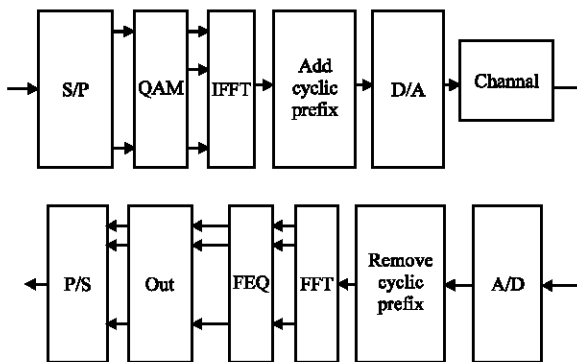 S/P
QAM
IFFT
Add
cyclic
prefix
D/A
Channal
P/S
Out
FEQ
FFT
Remove
cyclic
prefix
A/D